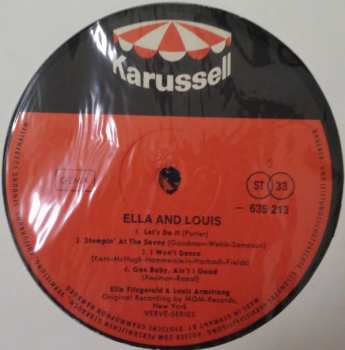 Karussell
GEMA
ST 33
635 213
ELLA AND LOUIS
1. Let's Do It (Porter)
2. Stompin' At The Savoy (Goodman-Webb-Sampson)
3. I Won't Dance
(Kern-McHugh-Hammerstein-Harbach-Fields)
4. Gee Baby, Ain't I Good
(Redman-Razaf)
Ella Fitzgerald & Louis Armstrong
Original Recording by MGM-Records,
New York
VERVE-SERIES